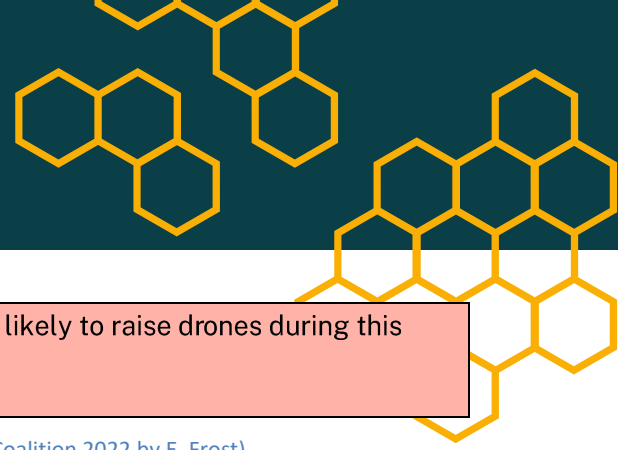 likely to raise drones during this
Coalition 2022 by E. Frost)